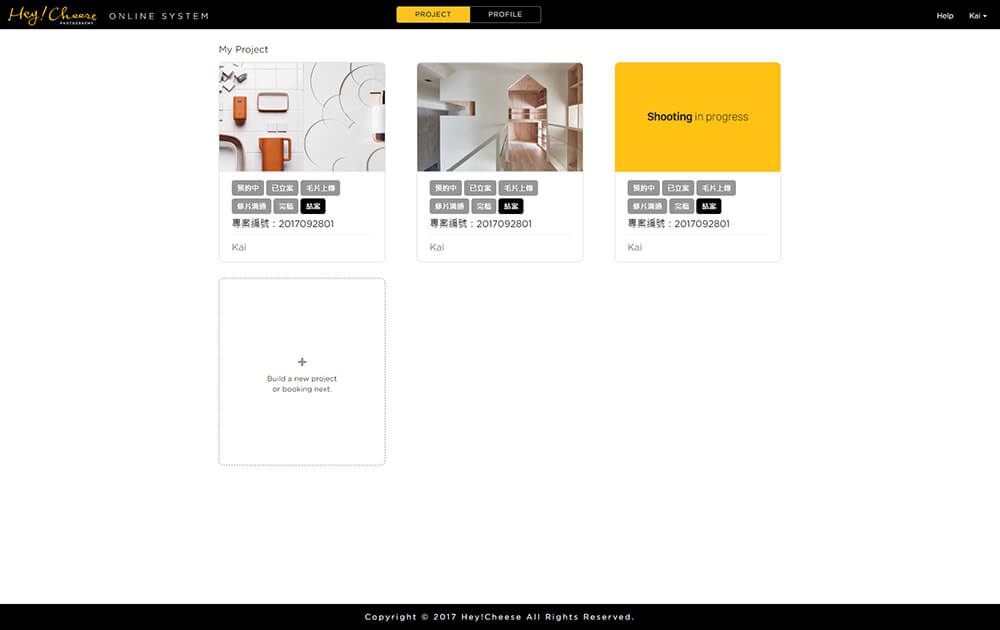 Hey! Cheese
PHOTOGRAPHY
ONLINE SYSTEM
PROJECT
PROFILE
Help
Kai
My Project
預約中 已立案 毛片上傳
修片溝通 完稿 結案
專案編號：2017092801
Kai
預約中 已立案 毛片上傳
修片溝通 完稿 結案
專案編號：2017092801
Kai
Shooting in progress
預約中 已立案 毛片上傳
修片溝通 完稿 結案
專案編號：2017092801
Kai
+
Build a new project
or booking next.
Copyright © 2017 Hey!Cheese All Rights Reserved.